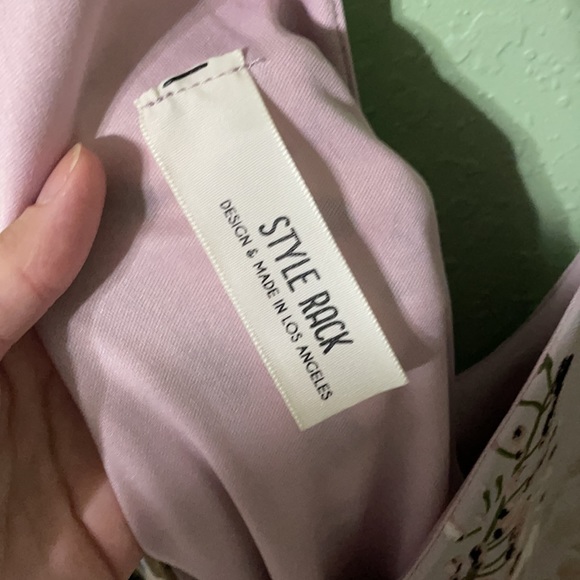 STYLE RACK
DESIGN & MADE IN LOS ANGELES